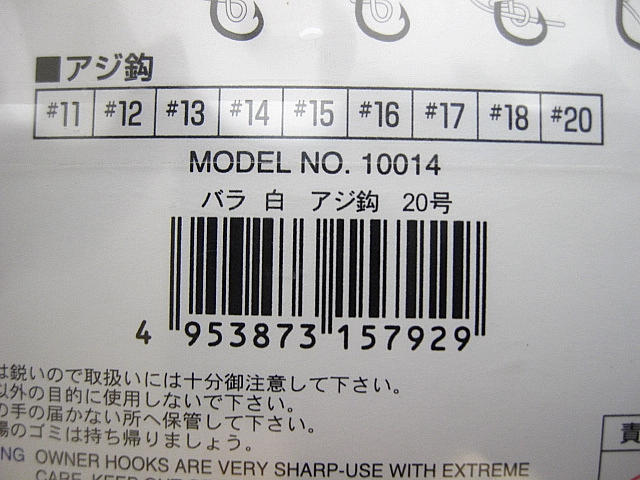 ■アジ鈎
#11 #12 #13 #14 #15 #16 #17 #18 #20
MODEL NO. 10014
バラ 白 アジ鈎 20号
4 953873 157929
は鋭いので取扱いには十分御注意して下さい。
以外の目的に使用しないで下さい。
の手の届かない所へ保管して下さい。
場のゴミは持ち帰りましょう。
責
NG OWNER HOOKS ARE VERY SHARP-USE WITH EXTREME